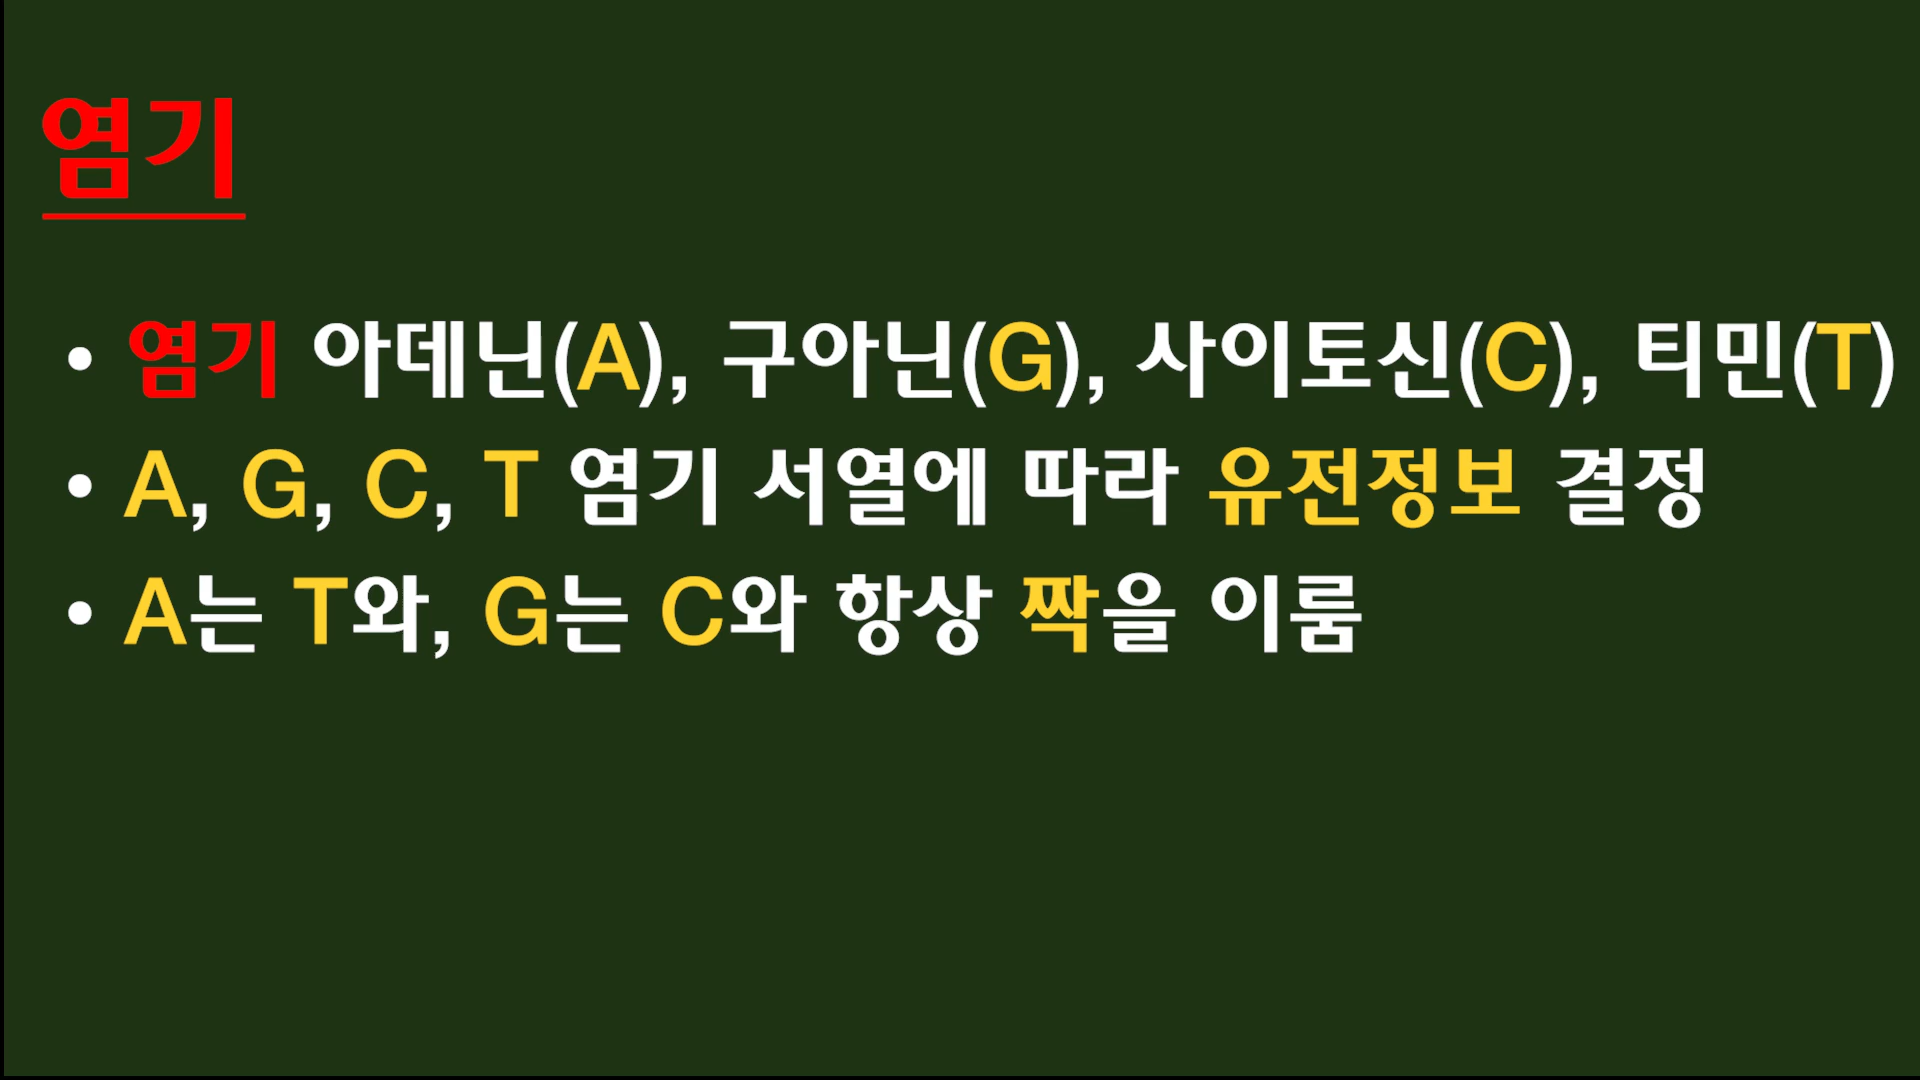 염기
• 염기 아데닌(A), 구아닌(G), 사이토신(C), 티민(T)
• A, G, C, T 염기 서열에 따라 유전정보 결정
• A는 T와, G는 C와 항상 짝을 이룸